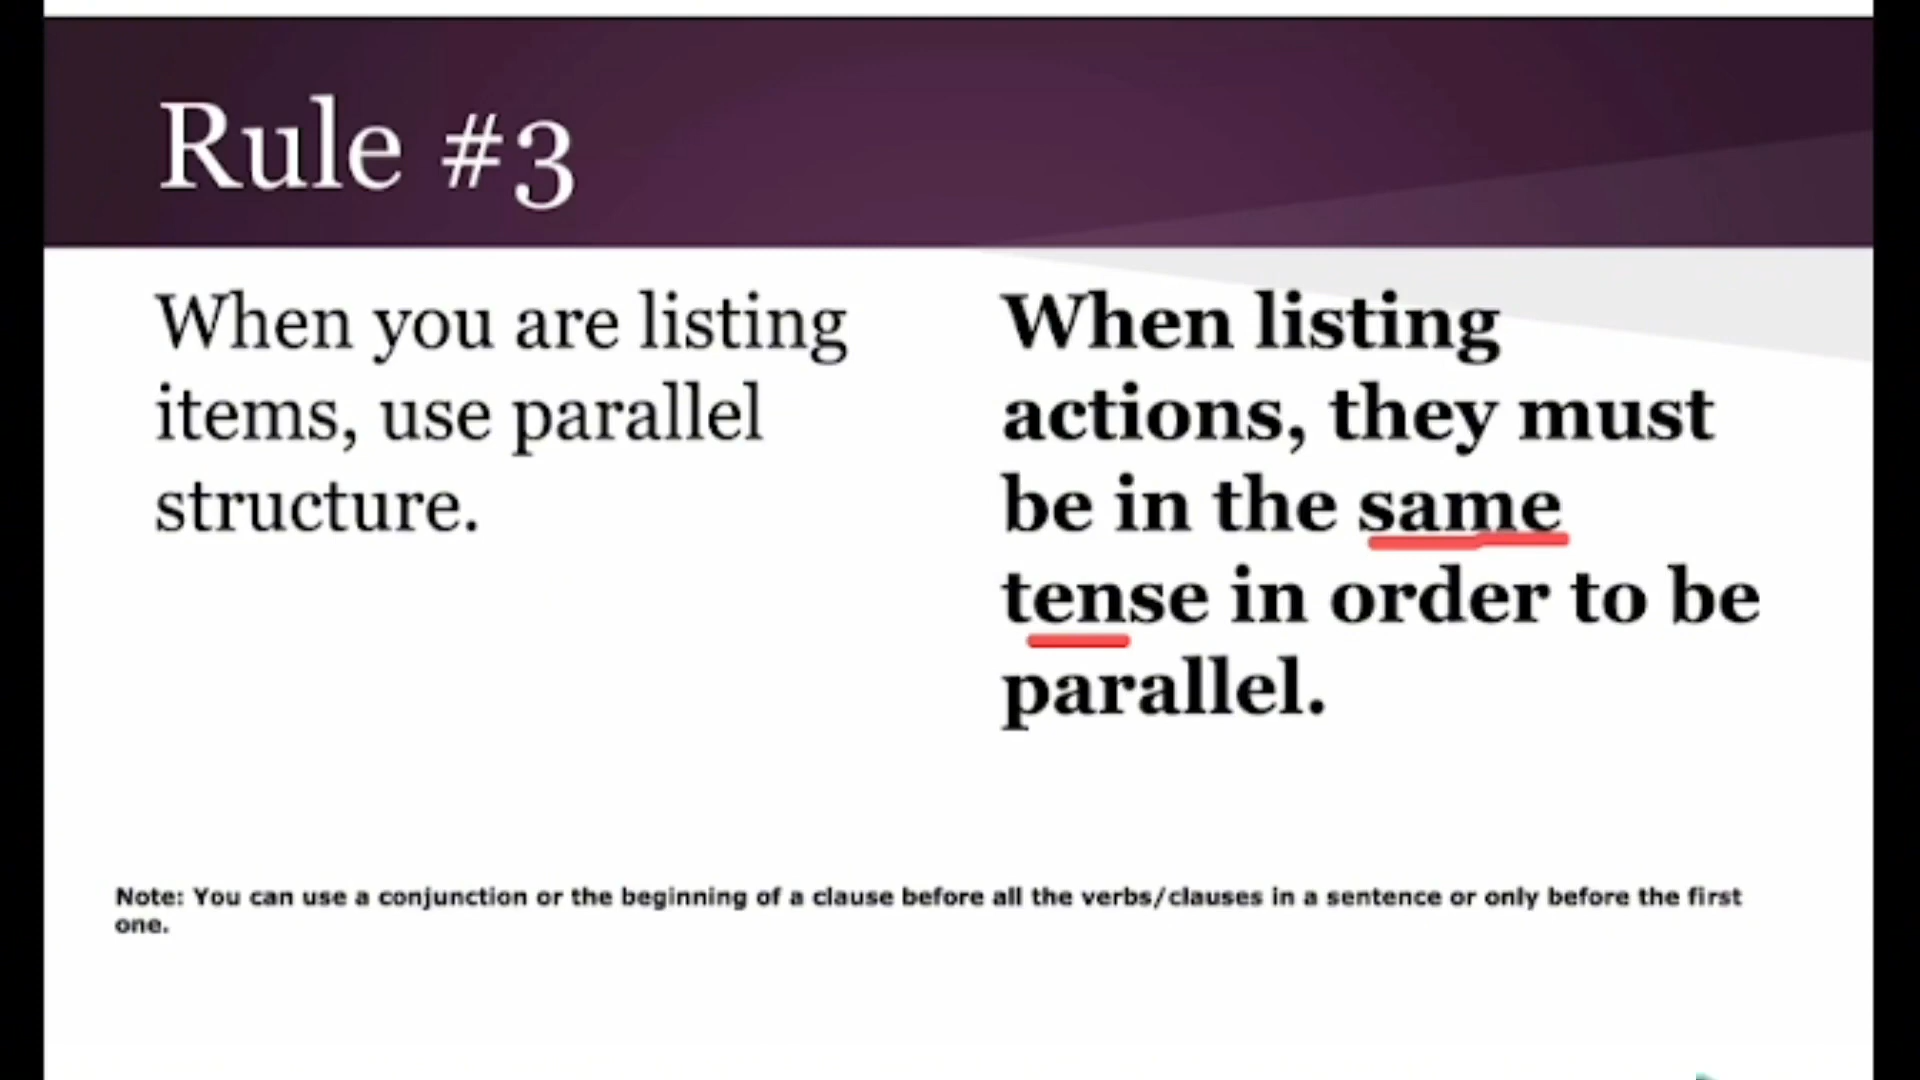 Rule #3
When you are listing
items, use parallel
structure.
When listing
actions, they must
be in the same
tense in order to be
parallel.
Note: You can use a conjunction or the beginning of a clause before all the verbs/clauses in a sentence or only before the first
one.